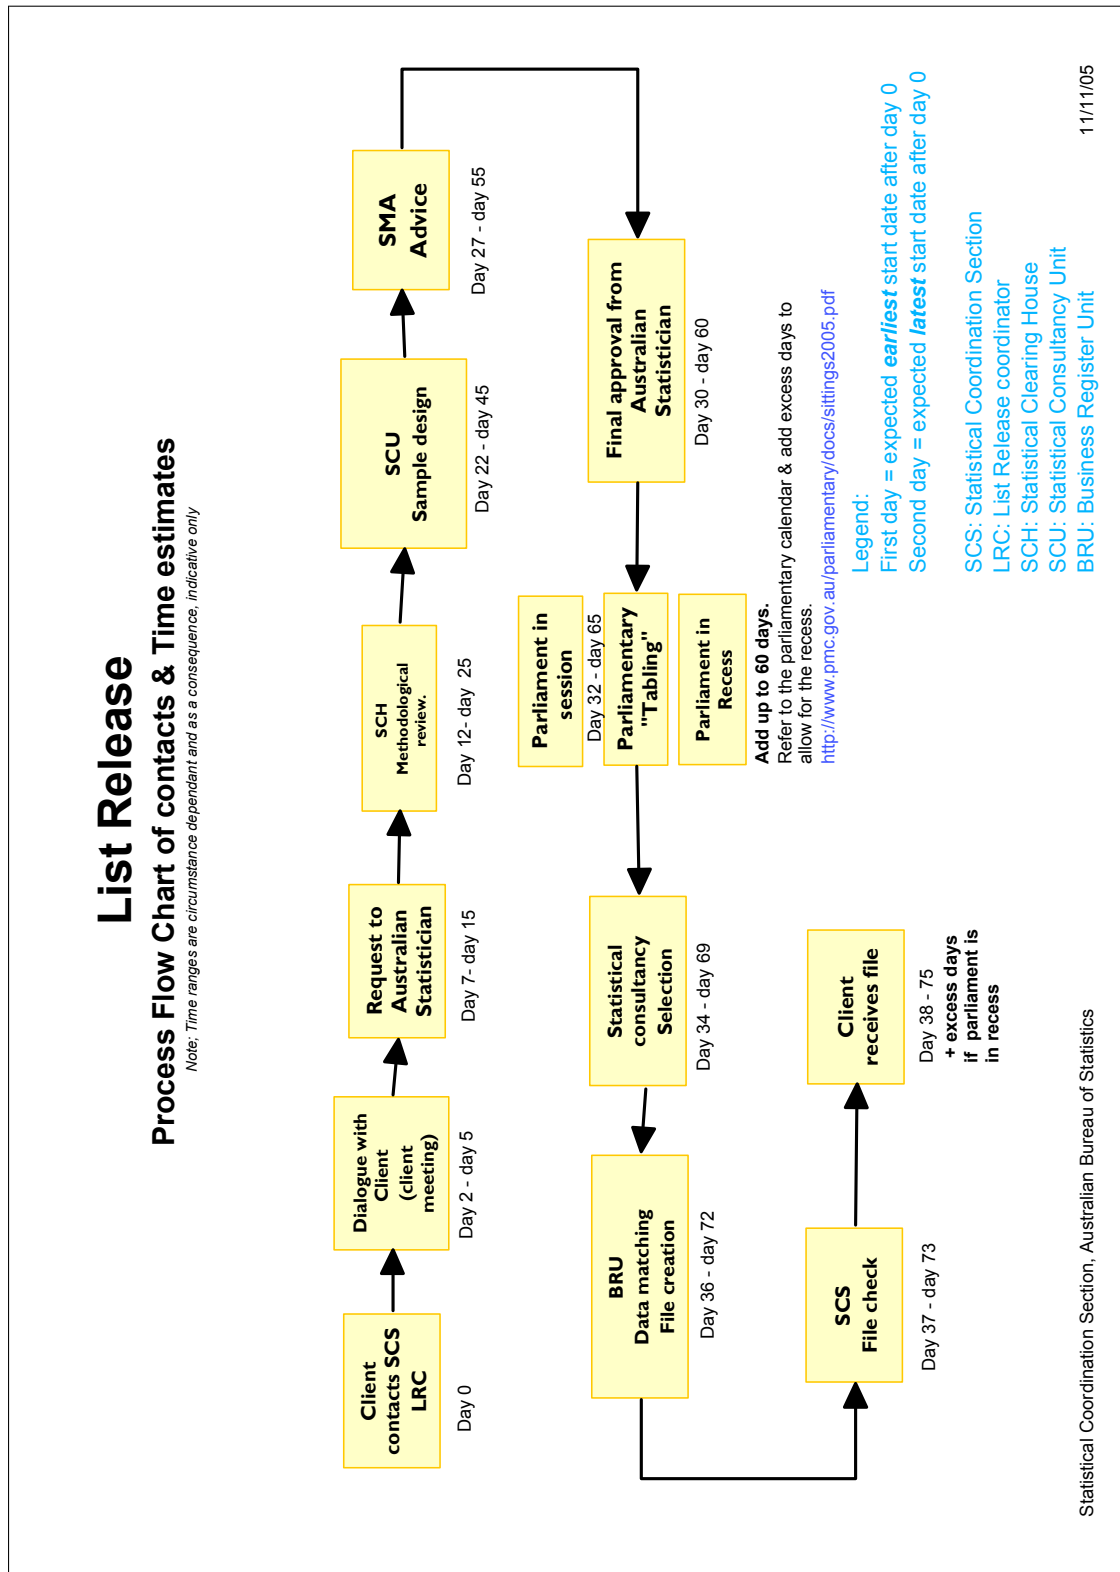 List Release
Process Flow Chart of contacts & Time estimates
Note; Time ranges are circumstance dependant and as a consequence, indicative only
Client
contacts SCS
LRC
Day 0
Dialogue with
Client
(client
meeting)
Day 2 - day 5
Request to
Australian
Statistician
Day 7- day 15
SCH
Methodological
review.
Day 12- day  25
SCU
Sample design
Day 22 - day 45
SMA
Advice
Day 27 - day 55
Final approval from
Australian
Statistician
Day 30 - day 60
Parliament in
session
Day 32 - day 65
Parliamentary
"Tabling"
Parliament in
Recess
Add up to 60 days.
Refer to the parliamentary calendar & add excess days to
allow for the recess.
http://www.pmc.gov.au/parliamentary/docs/sittings2005.pdf
Statistical
consultancy
Selection
Day 34 - day 69
BRU
Data matching
File creation
Day 36 - day 72
SCS
File check
Day 37 - day 73
Client
receives file
Day 38 - 75
+ excess days
if  parliament is
in recess
Legend:
First day = expected earliest start date after day 0
Second day = expected latest start date after day 0
SCS: Statistical Coordination Section
LRC: List Release coordinator
SCH: Statistical Clearing House
SCU: Statistical Consultancy Unit
BRU: Business Register Unit
Statistical Coordination Section, Australian Bureau of Statistics
11/11/05